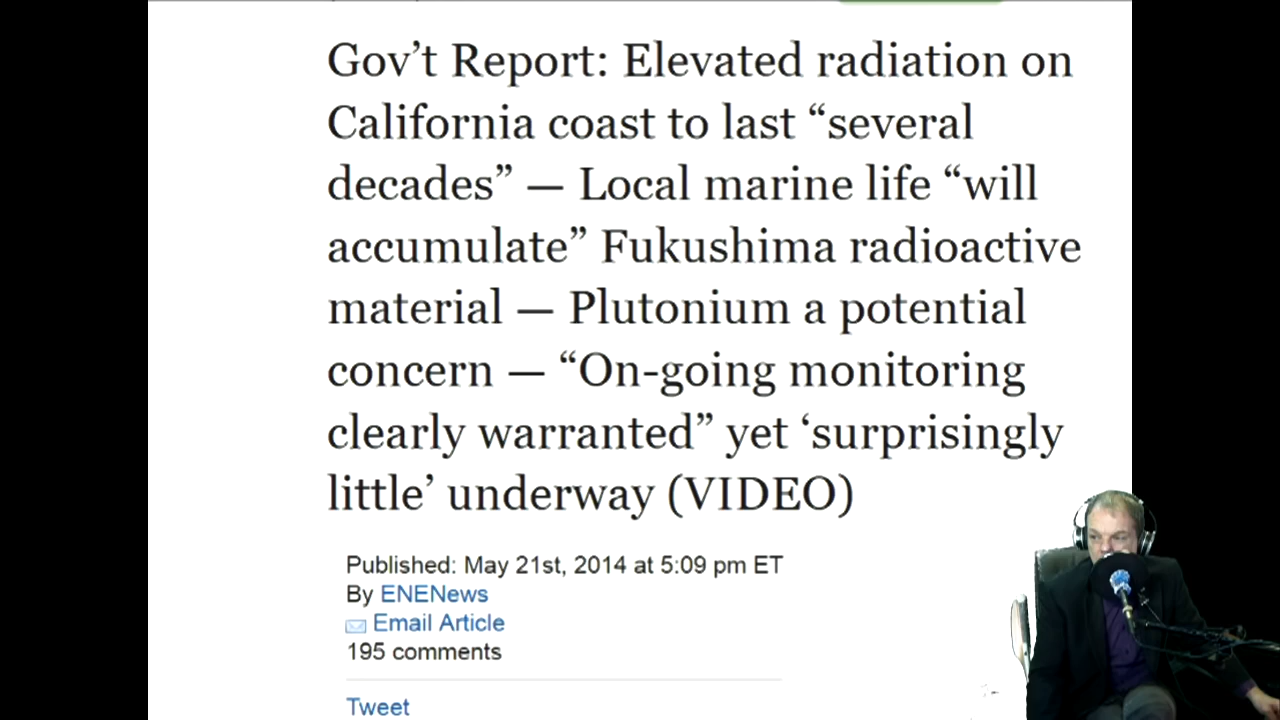 Gov’t Report: Elevated radiation on
California coast to last “several
decades” — Local marine life “will
accumulate” Fukushima radioactive
material — Plutonium a potential
concern — “On-going monitoring
clearly warranted” yet ‘surprisingly
little’ underway (VIDEO)
Published: May 21st, 2014 at 5:09 pm ET
By ENENews
Email Article
195 comments
Tweet